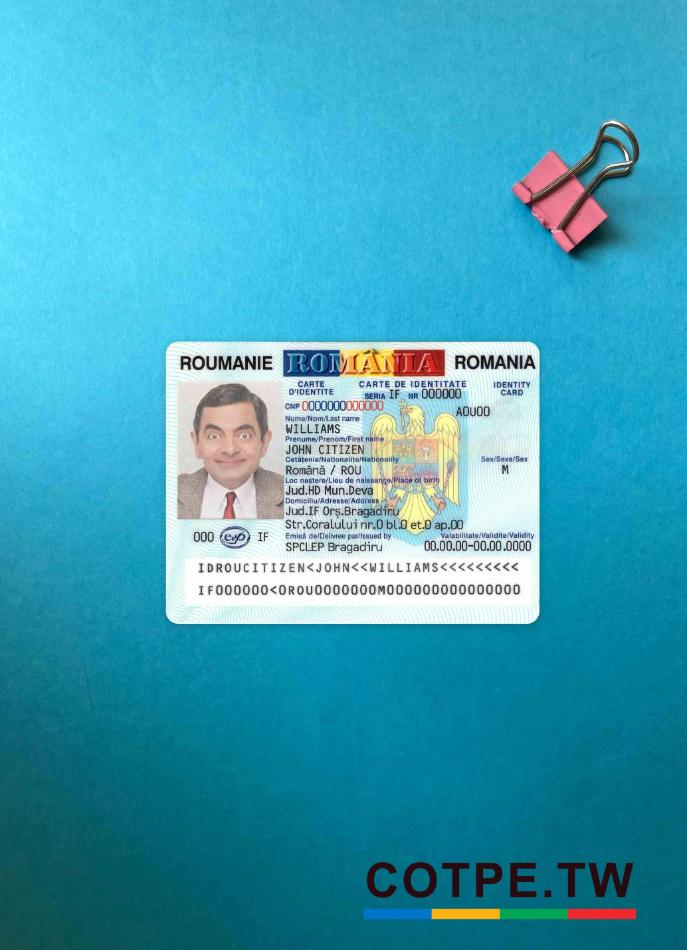 ROUMANIE ROMÂNIA ROMANIA
CARTE D'IDENTITE CARTE DE IDENTITATE IDENTITY CARD
SERIA IF NR 000000
CNP 0000000000000 A0U00
Nume/Nom/Last name
WILLIAMS
Prenume/Prenom/First name
JOHN CITIZEN
Cetăţenie/Nationalite/Nationality Sex/Sexe/Sex
Română / ROU M
Loc nastere/Lieu de naissance/Place of birth
Jud.HD Mun.Deva
Domiciliu/Adresse/Address
Jud.IF Orş.Bragadiru
Str.Coralului nr.0 bl.0 et.0 ap.00
Emisă de/Delivree par/Issued by Valabilitate/Validite/Validity
SPCLEP Bragadiru 00.00.00-00.00.0000
000 IF
IDROUCITIZEN<JOHN<<WILLIAMS<<<<<<<<<
IF000000<0ROU0000000M000000000000000
COTPE.TW